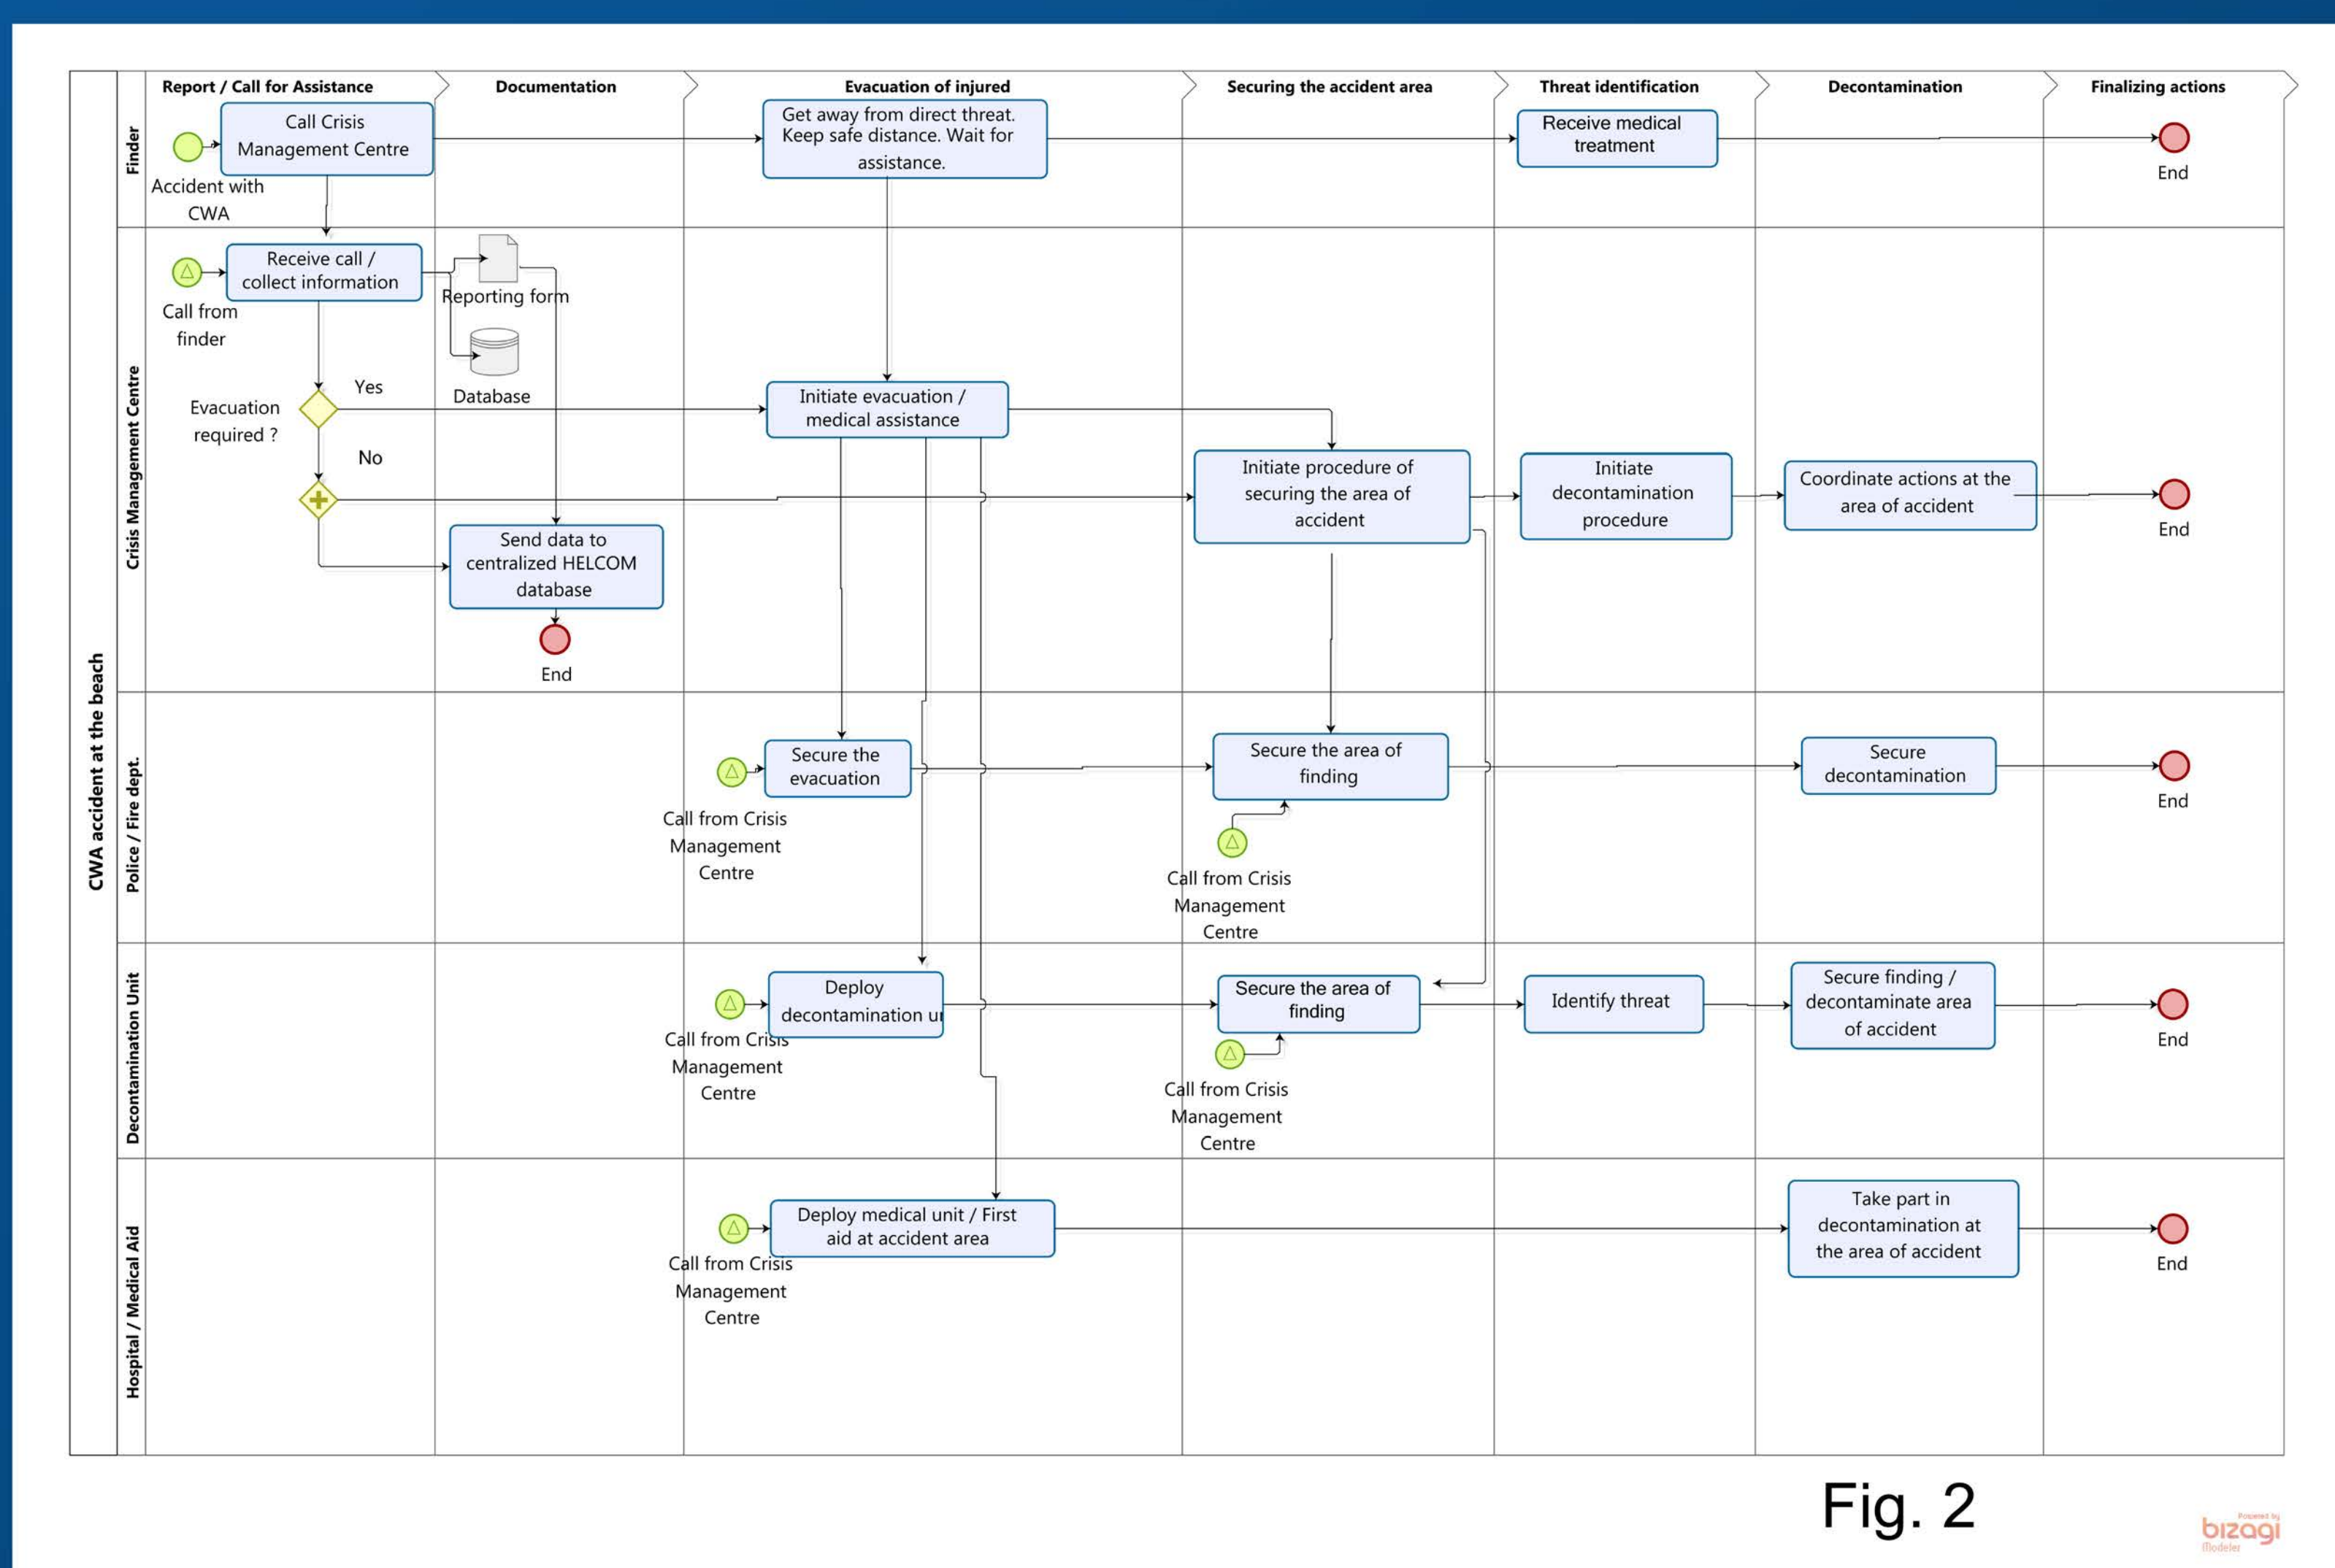 Report / Call for Assistance
Documentation
Evacuation of injured
Securing the accident area
Threat identification
Decontamination
Finalizing actions
CWA accident at the beach
Finder
Accident with
CWA
Call Crisis
Management Centre
Get away from direct threat.
Keep safe distance. Wait for
assistance.
Receive medical
treatment
End
Crisis Management Centre
Call from
finder
Receive call /
collect information
Reporting form
Database
Evacuation
required ?
Yes
No
Send data to
centralized HELCOM
database
End
Initiate evacuation /
medical assistance
Initiate procedure of
securing the area of
accident
Initiate
decontamination
procedure
Coordinate actions at the
area of accident
End
Police / Fire dept.
Call from Crisis
Management
Centre
Secure the
evacuation
Secure the area of
finding
Call from Crisis
Management
Centre
Secure
decontamination
End
Decontamination Unit
Call from Crisis
Management
Centre
Deploy
decontamination ur
Secure the area of
finding
Call from Crisis
Management
Centre
Identify threat
Secure finding /
decontaminate area
of accident
End
Hospital / Medical Aid
Call from Crisis
Management
Centre
Deploy medical unit / First
aid at accident area
Take part in
decontamination at
the area of accident
End
Fig. 2
Powered by
bizagi
Modeler